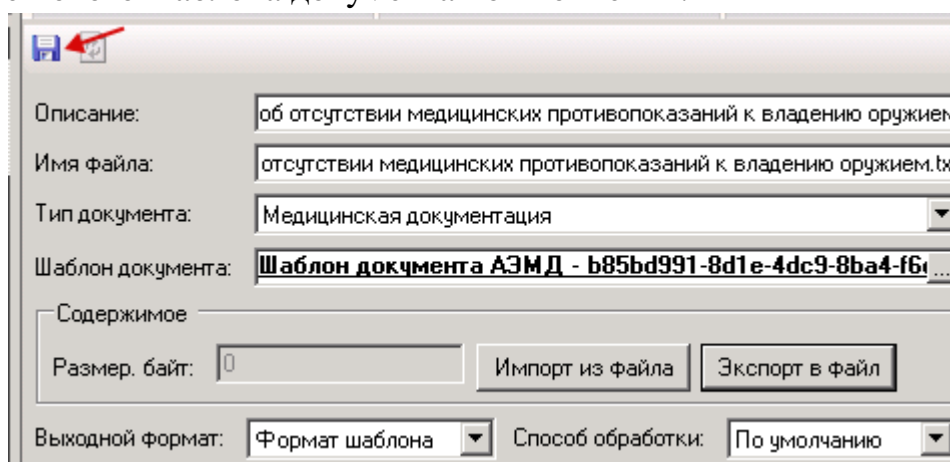 Описание: об отсутствии медицинских противопоказаний к владению оружием
Имя файла: отсутствии медицинских противопоказаний к владению оружием.tx
Тип документа: Медицинская документация
Шаблон документа: Шаблон документа АЭМД - b85bd991-8d1e-4dc9-8ba4-f6 ...
Содержимое
Размер. байт: 0 Импорт из файла Экспорт в файл
Выходной формат: Формат шаблона Способ обработки: По умолчанию